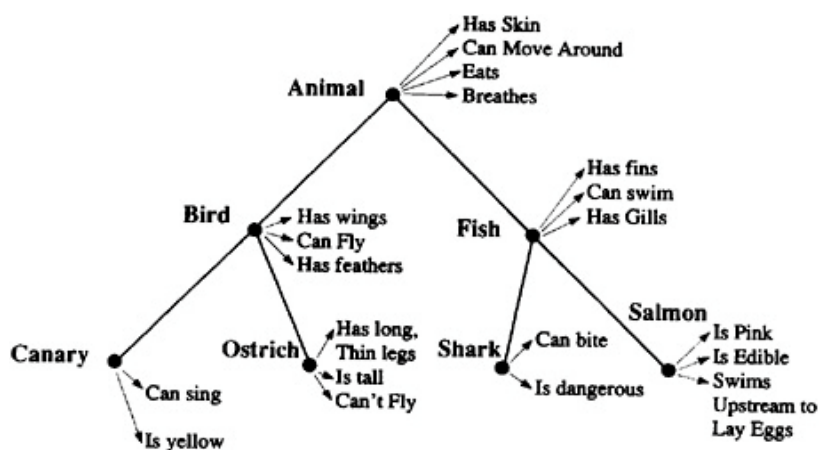 Animal
Has Skin
Can Move Around
Eats
Breathes
Bird
Has wings
Can Fly
Has feathers
Fish
Has fins
Can swim
Has Gills
Canary
Can sing
Is yellow
Ostrich
Has long,
Thin legs
Is tall
Can't Fly
Shark
Can bite
Is dangerous
Salmon
Is Pink
Is Edible
Swims
Upstream to
Lay Eggs